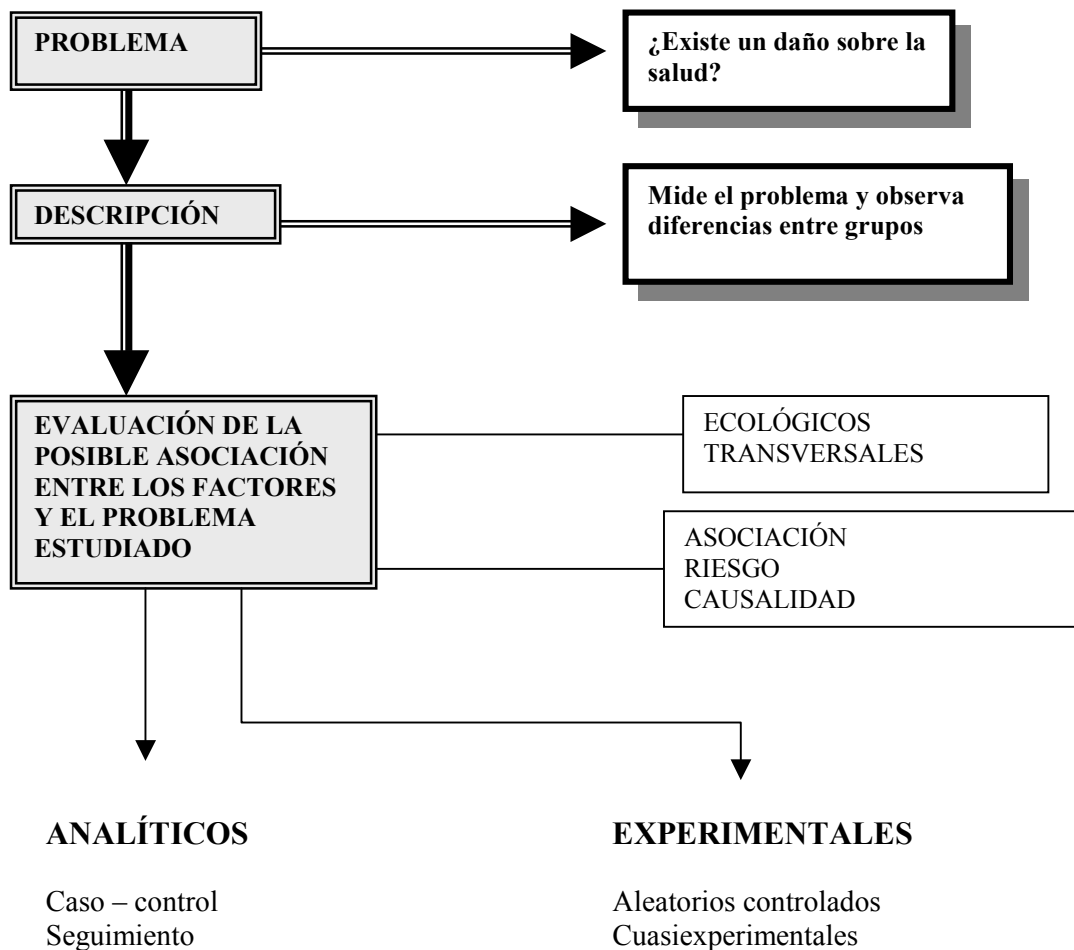 PROBLEMA
¿Existe un daño sobre la
salud?
DESCRIPCIÓN
Mide el problema y observa
diferencias entre grupos
EVALUACIÓN DE LA
POSIBLE ASOCIACIÓN
ENTRE LOS FACTORES
Y EL PROBLEMA
ESTUDIADO
ECOLÓGICOS
TRANSVERSALES
ASOCIACIÓN
RIESGO
CAUSALIDAD
ANALÍTICOS
Caso – control
Seguimiento
EXPERIMENTALES
Aleatorios controlados
Cuasiexperimentales